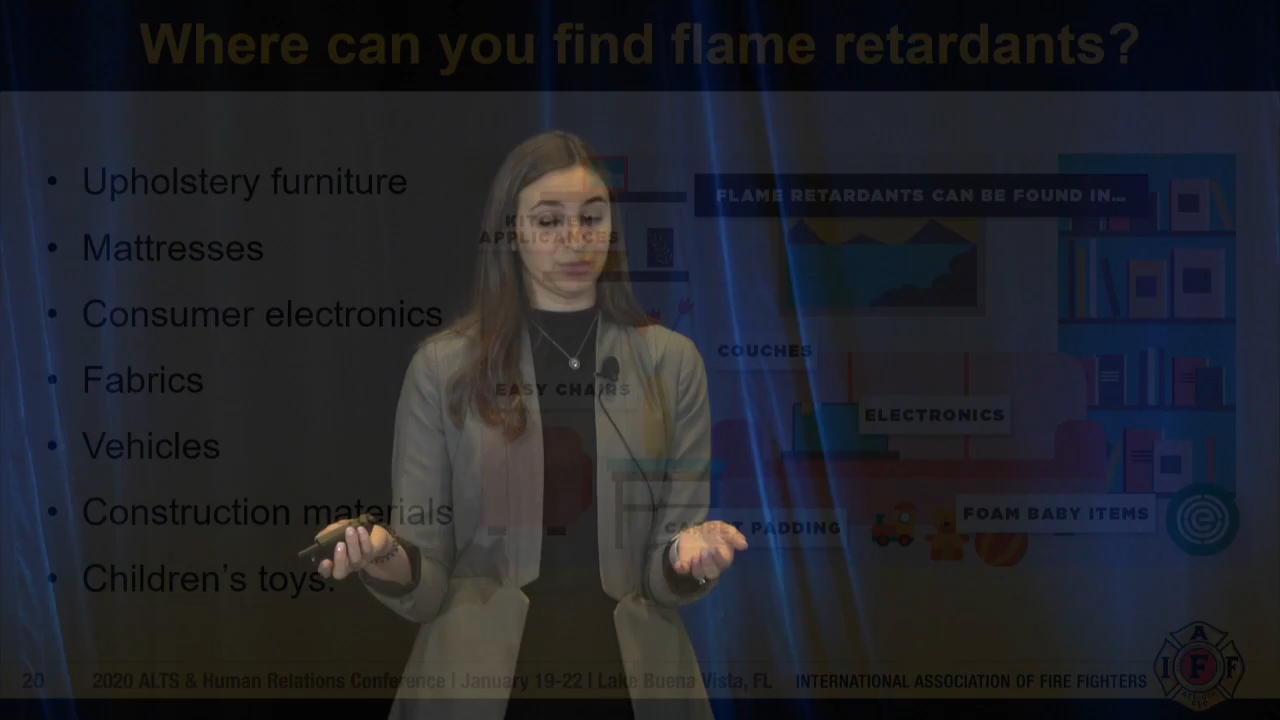 Where can you find flame retardants?
• Upholstery furniture
• Mattresses
• Consumer electronics
• Fabrics
• Vehicles
• Construction materials
• Children’s toys.
FLAME RETARDANTS CAN BE FOUND IN...
KITCHEN
APPLICANCES
COUCHES
EASY CHAIRS
ELECTRONICS
CARPET PADDING
FOAM BABY ITEMS
20
2020 ALTS & Human Relations Conference | January 19-22 | Lake Buena Vista, FL
INTERNATIONAL ASSOCIATION OF FIRE FIGHTERS
A
I F F